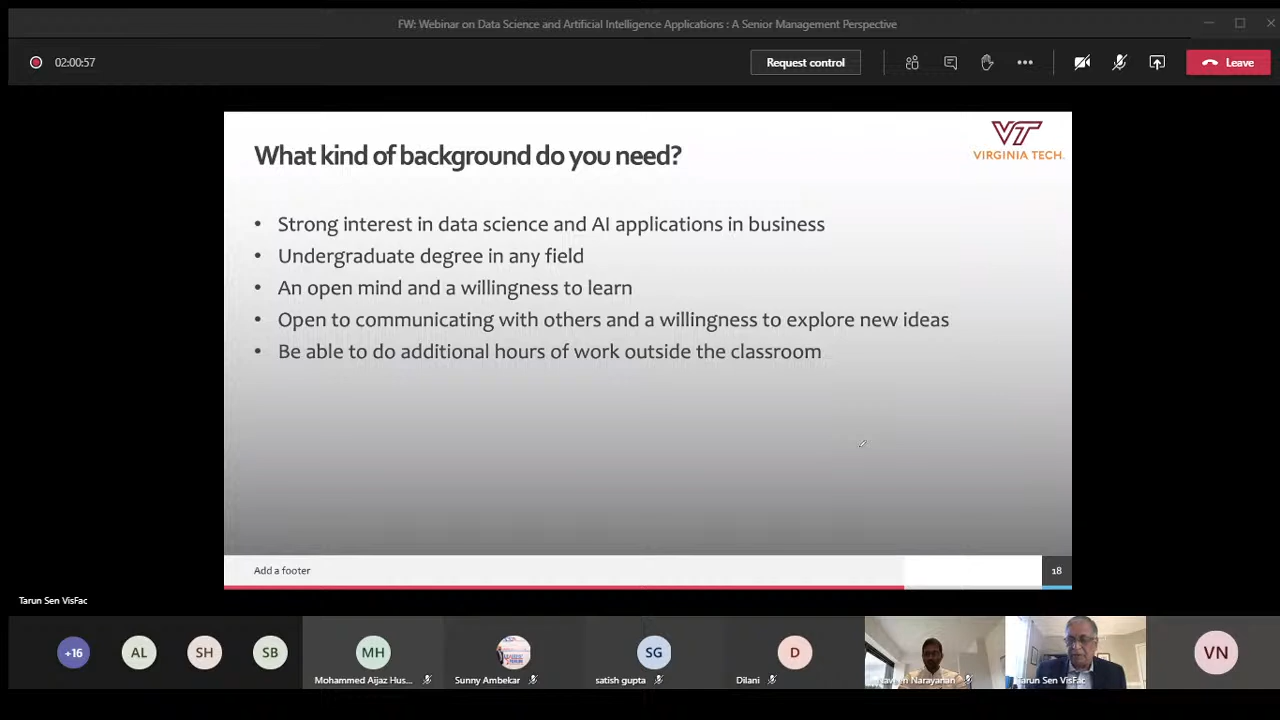 FW: Webinar on Data Science and Artificial Intelligence Applications : A Senior Management Perspective
02:00:57
Request control
Leave
VT
VIRGINIA TECH.
What kind of background do you need?
• Strong interest in data science and AI applications in business
• Undergraduate degree in any field
• An open mind and a willingness to learn
• Open to communicating with others and a willingness to explore new ideas
• Be able to do additional hours of work outside the classroom
Add a footer
18
Tarun Sen VisFac
+16
AL
SH
SB
MH
SG
D
VN
Mohammed Aijaz Hus...
Sunny Ambekar
satish gupta
Dilani
Narayanan
Tarun Sen VisFac